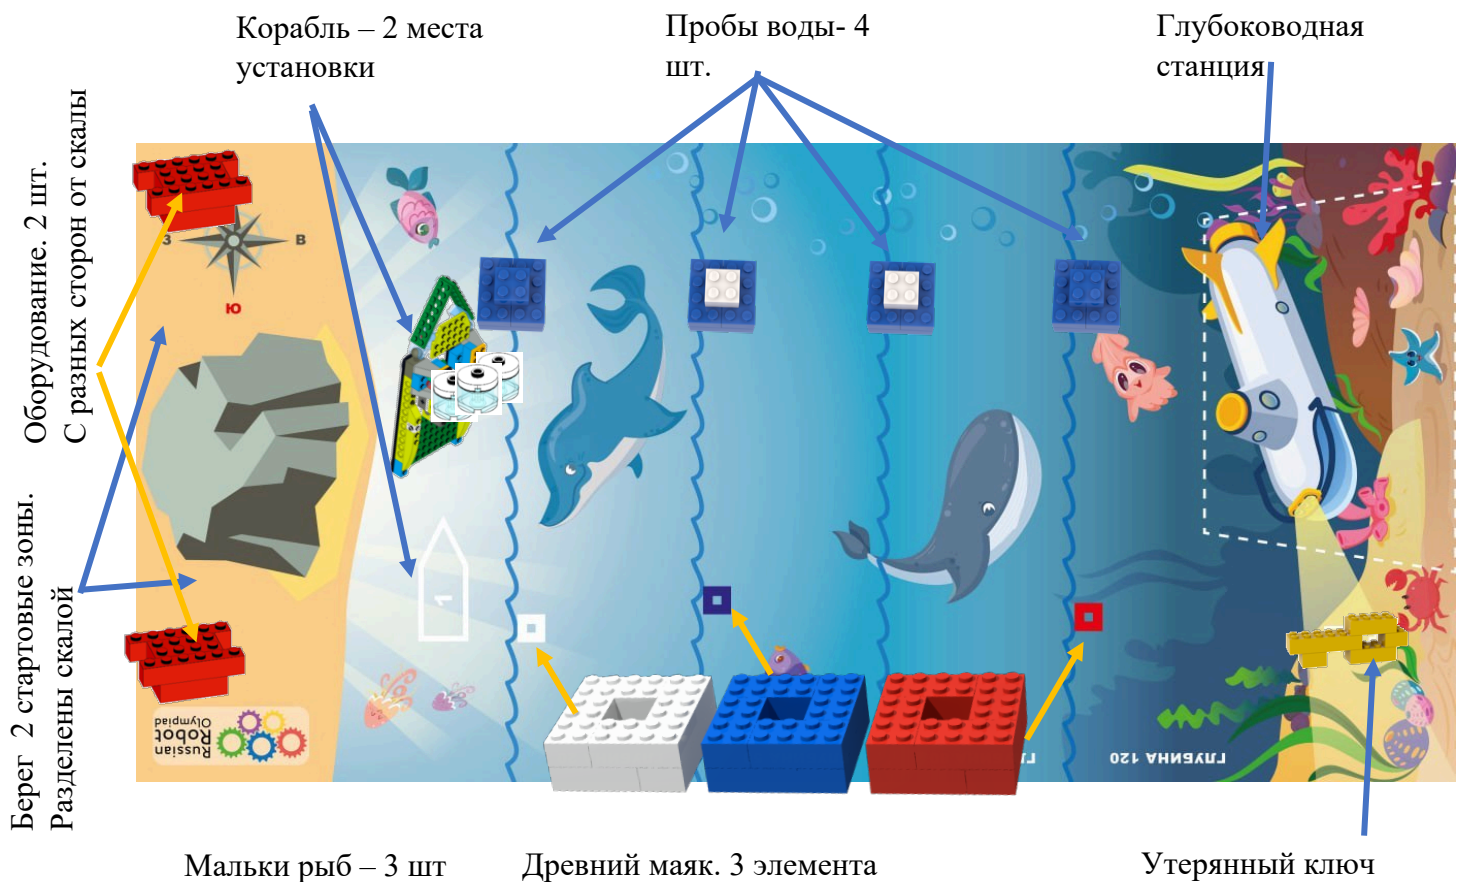 Корабль – 2 места
установки
Пробы воды- 4
шт.
Глубоководная
станция
Оборудование. 2 шт.
С разных сторон от скалы
З
В
Ю
Берег 2 стартовые зоны.
Разделены скалой
1
Russian
Robot
Olympiad
ГЛ
ГЛУБИНА 120
Мальки рыб – 3 шт
Древний маяк. 3 элемента
Утерянный ключ